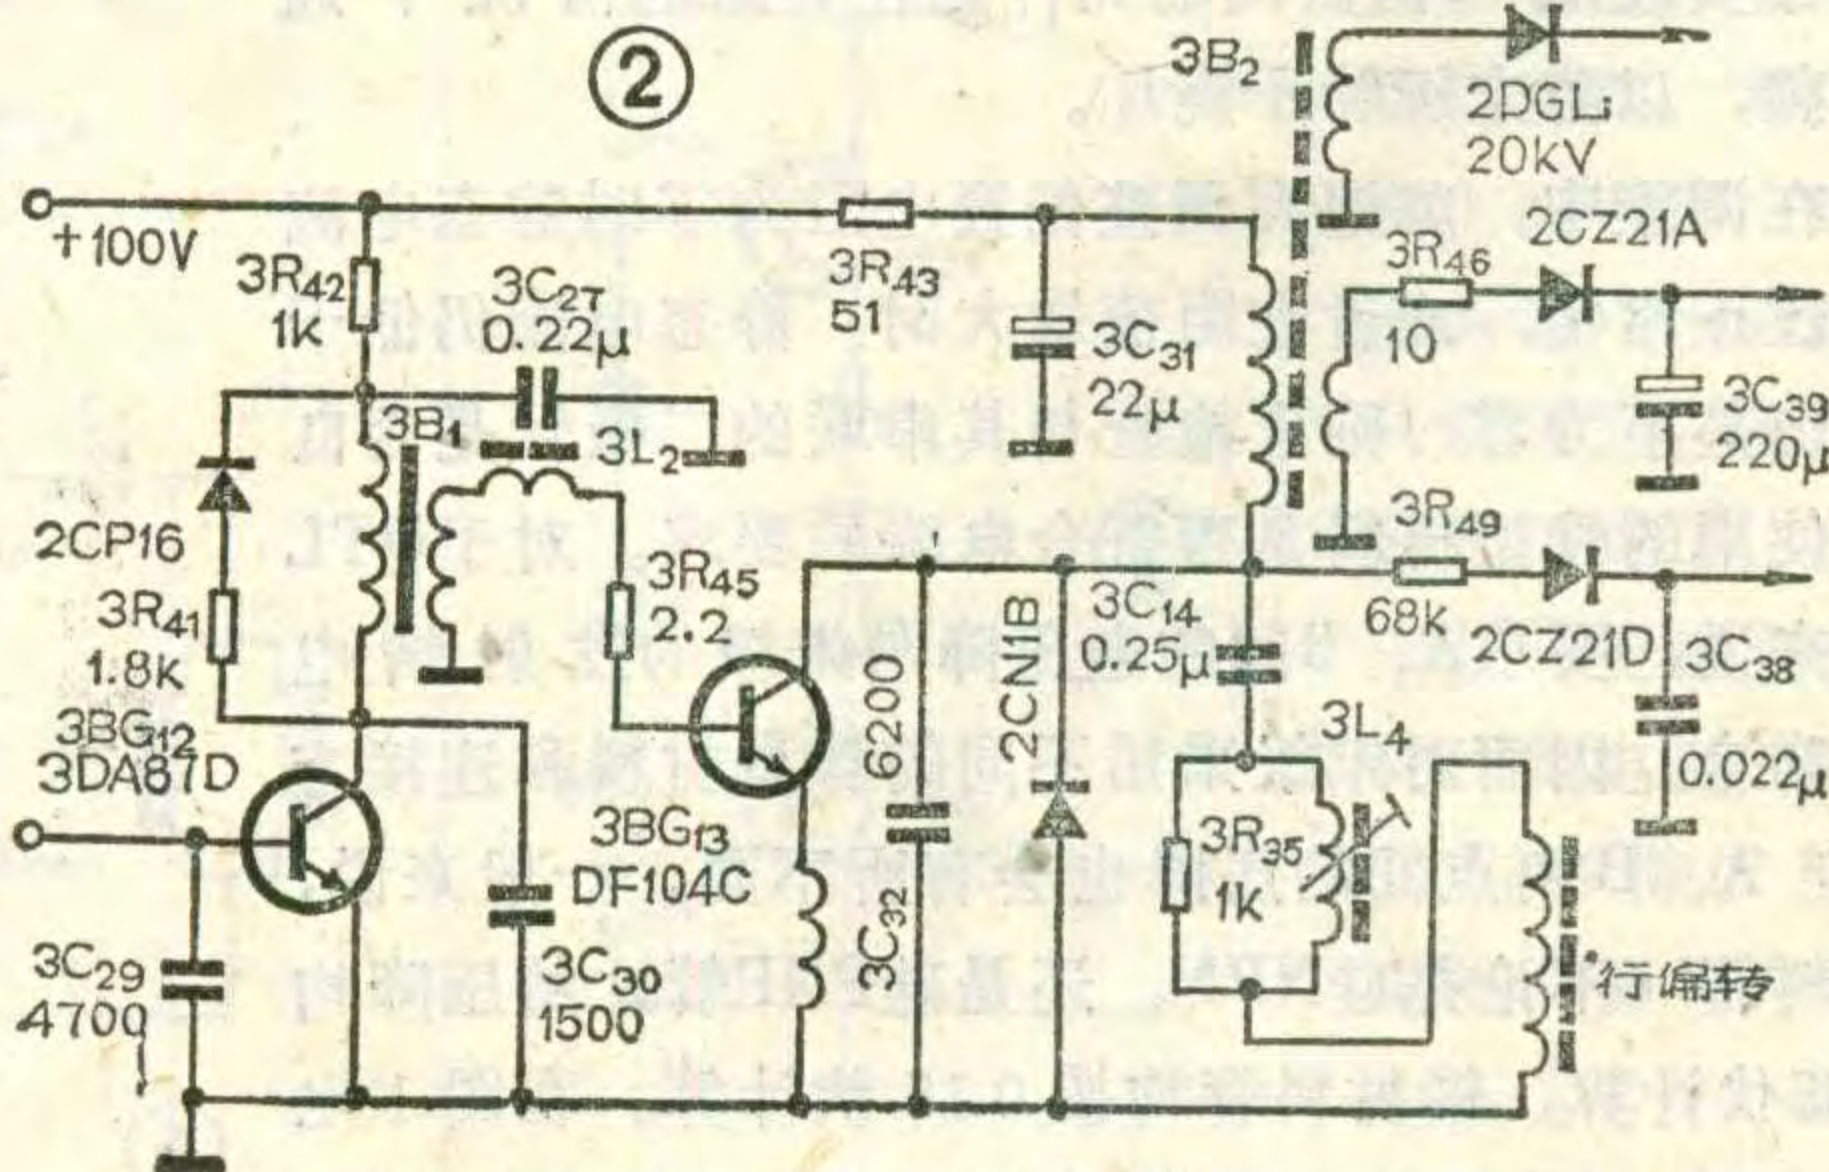 ②
3B₂
2DGLi
20kV
+100V
3R₄₂
1k
3C₂₇
0.22μ
3R₄₃
51
3C₃₁
22μ
2CZ21A
3R₄₆
10
3C₃₉
220μ
3B₁
3L₂
2CP16
3R₄₁
1.8k
3R₄₅
2.2
3R₄₉
68k
2CZ21D
3C₃₈
0.022μ
3C₁₄
0.25μ
2CN1B
6200
3C₃₂
3L₄
3R₃₅
1k
3BG₁₂
3DA87D
3BG₁₃
DF104C
3C₂₉
4700
3C₃₀
1500
行偏转